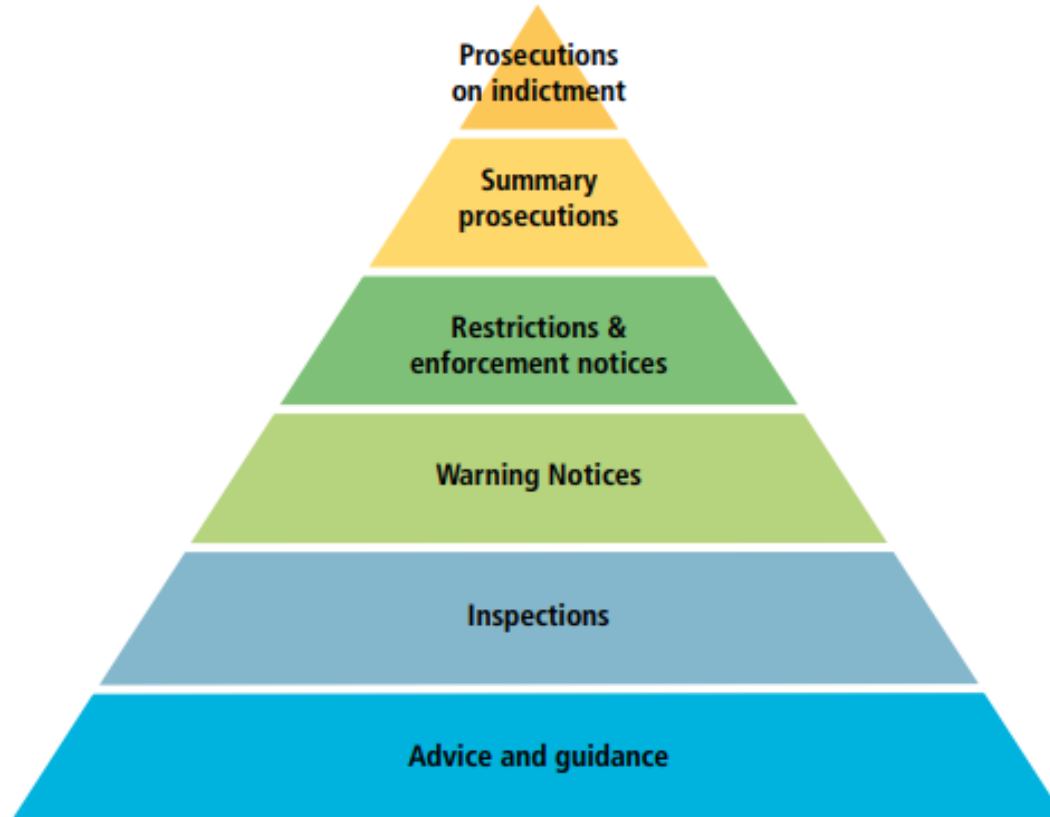 Prosecutions
on indictment
Summary
prosecutions
Restrictions &
enforcement notices
Warning Notices
Inspections
Advice and guidance